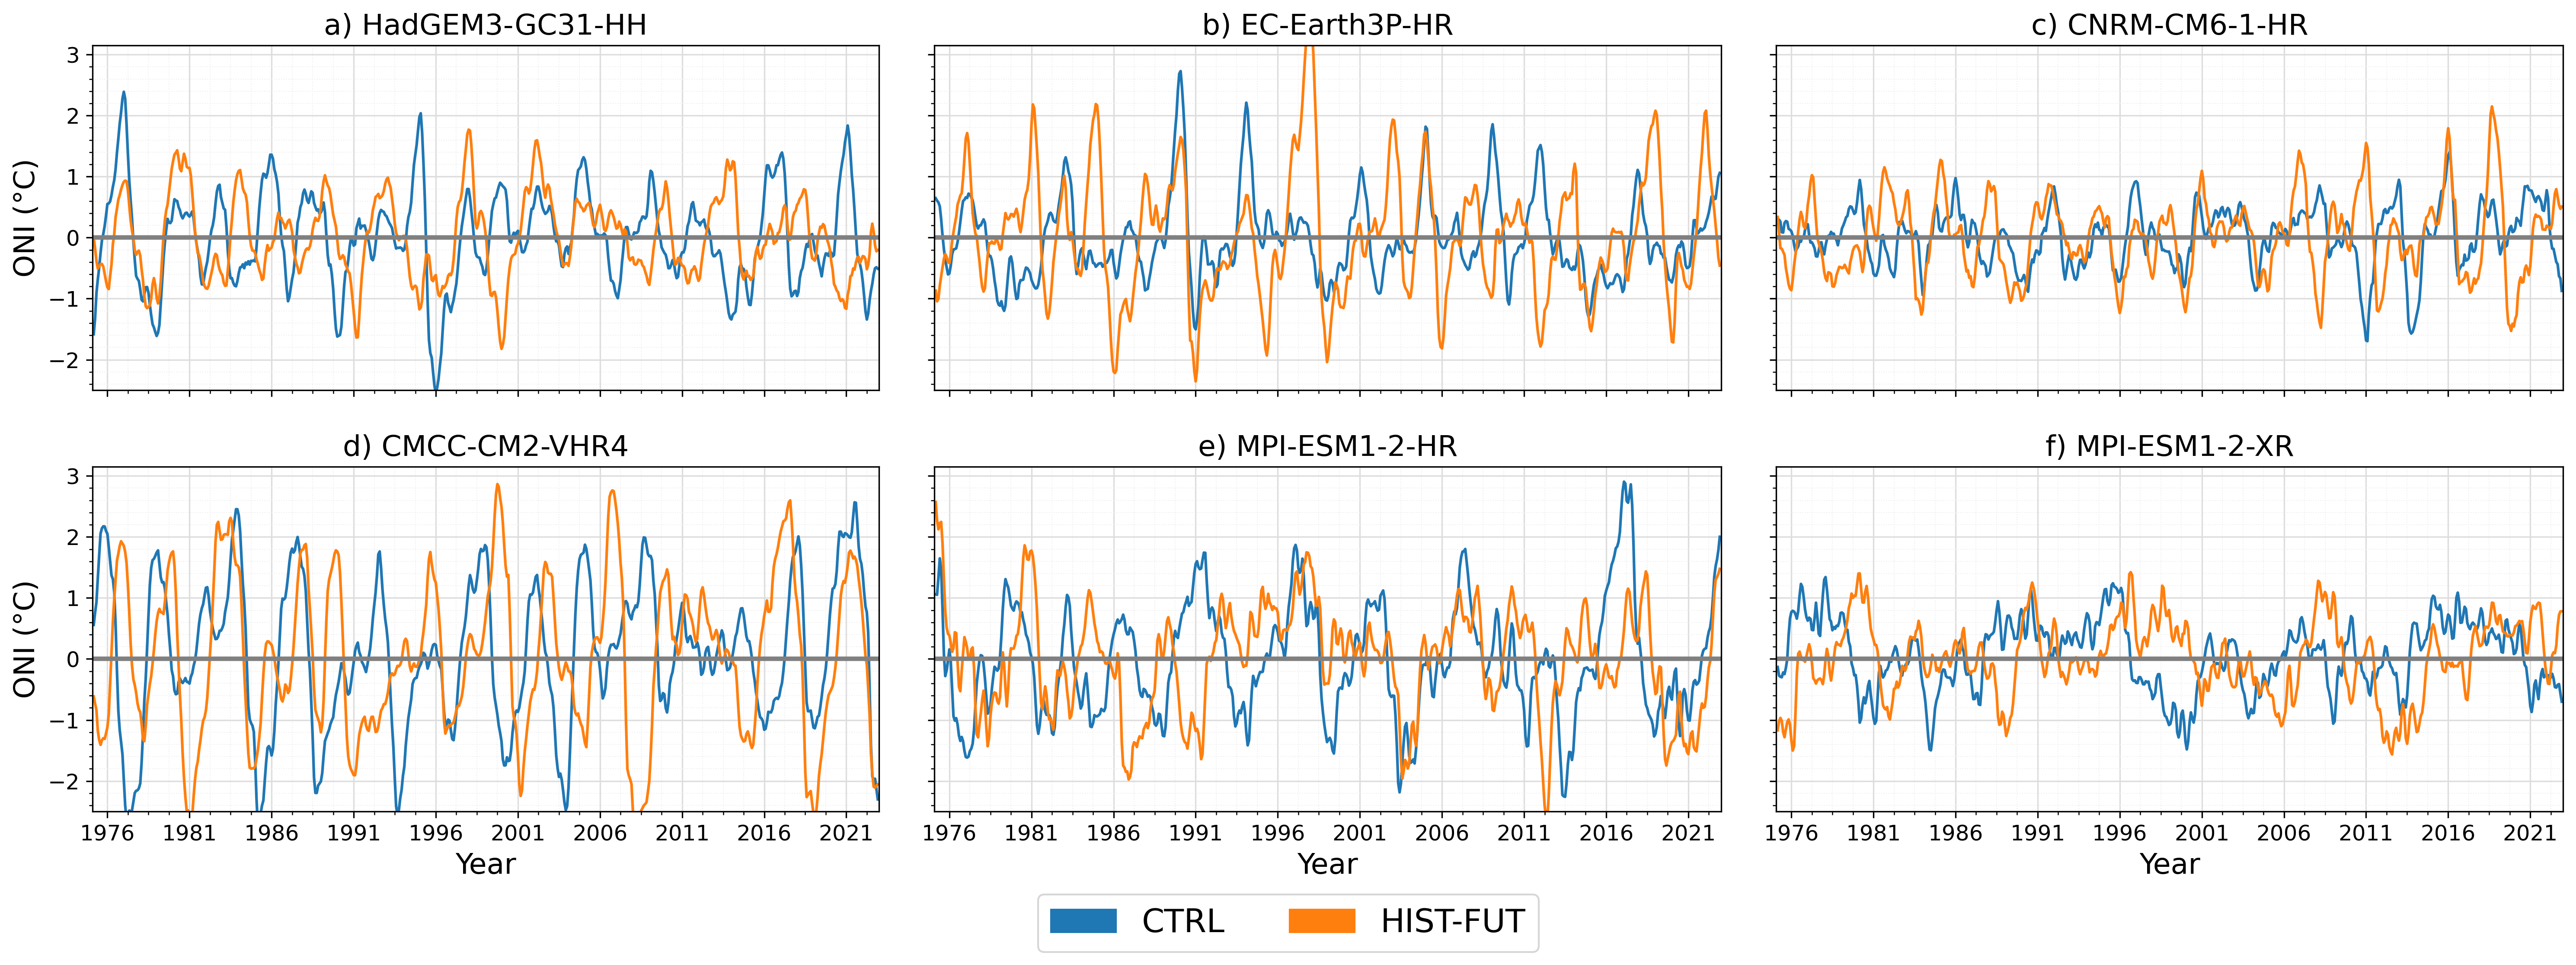 a) HadGEM3-GC31-HH
b) EC-Earth3P-HR
c) CNRM-CM6-1-HR
ONI (°C)
3
2
1
0
−1
−2
d) CMCC-CM2-VHR4
e) MPI-ESM1-2-HR
f) MPI-ESM1-2-XR
ONI (°C)
3
2
1
0
−1
−2
1976 1981 1986 1991 1996 2001 2006 2011 2016 2021
1976 1981 1986 1991 1996 2001 2006 2011 2016 2021
1976 1981 1986 1991 1996 2001 2006 2011 2016 2021
Year
Year
Year
CTRL HIST-FUT